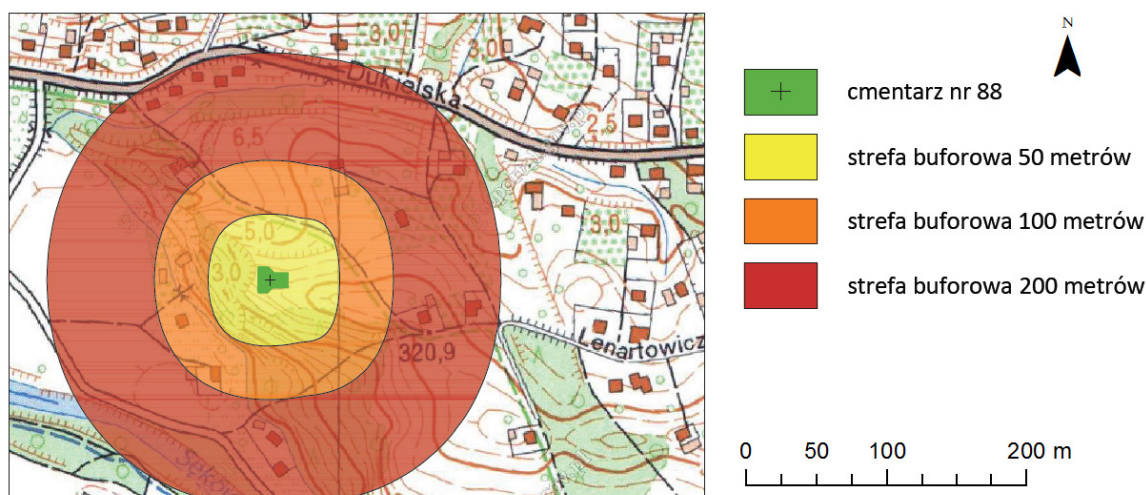 3,0
3,0
Dukielska
6,5
2,5
5,0
3,0
3,0
320,9
Lenartowicz
Sękow
N
cmentarz nr 88
strefa buforowa 50 metrów
strefa buforowa 100 metrów
strefa buforowa 200 metrów
0 50 100 200 m